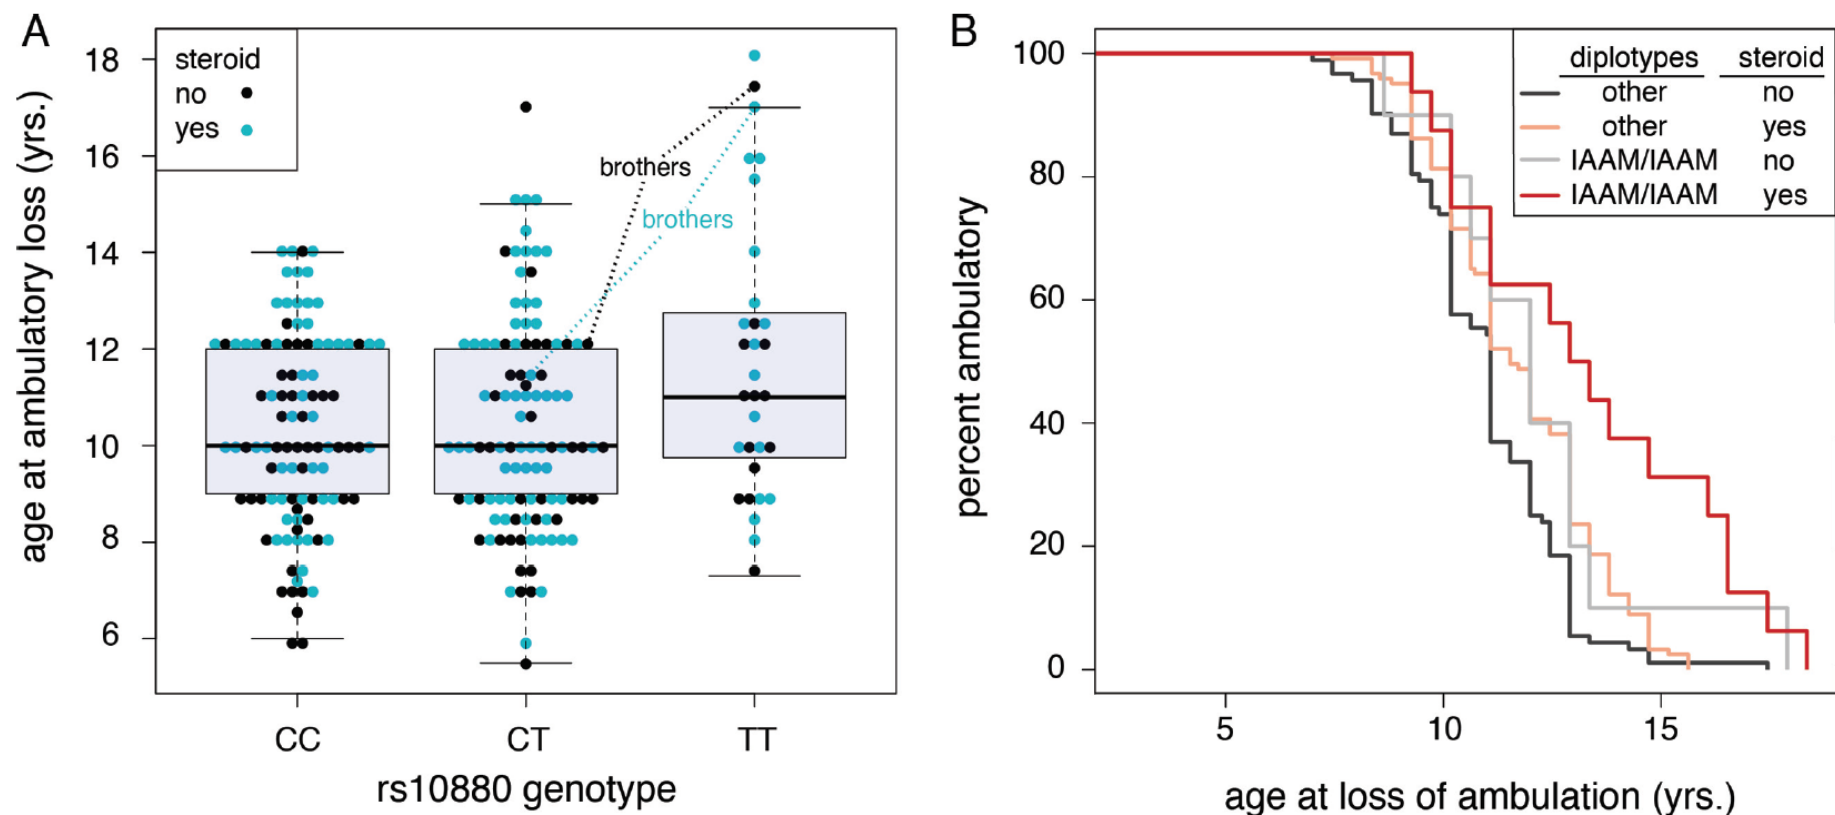 A
steroid
no
yes
brothers
brothers
18
16
14
12
10
8
6
age at ambulatory loss (yrs.)
CC CT TT
rs10880 genotype
B
diplotypes steroid
other no
other yes
IAAM/IAAM no
IAAM/IAAM yes
100
80
60
40
20
0
percent ambulatory
5 10 15
age at loss of ambulation (yrs.)